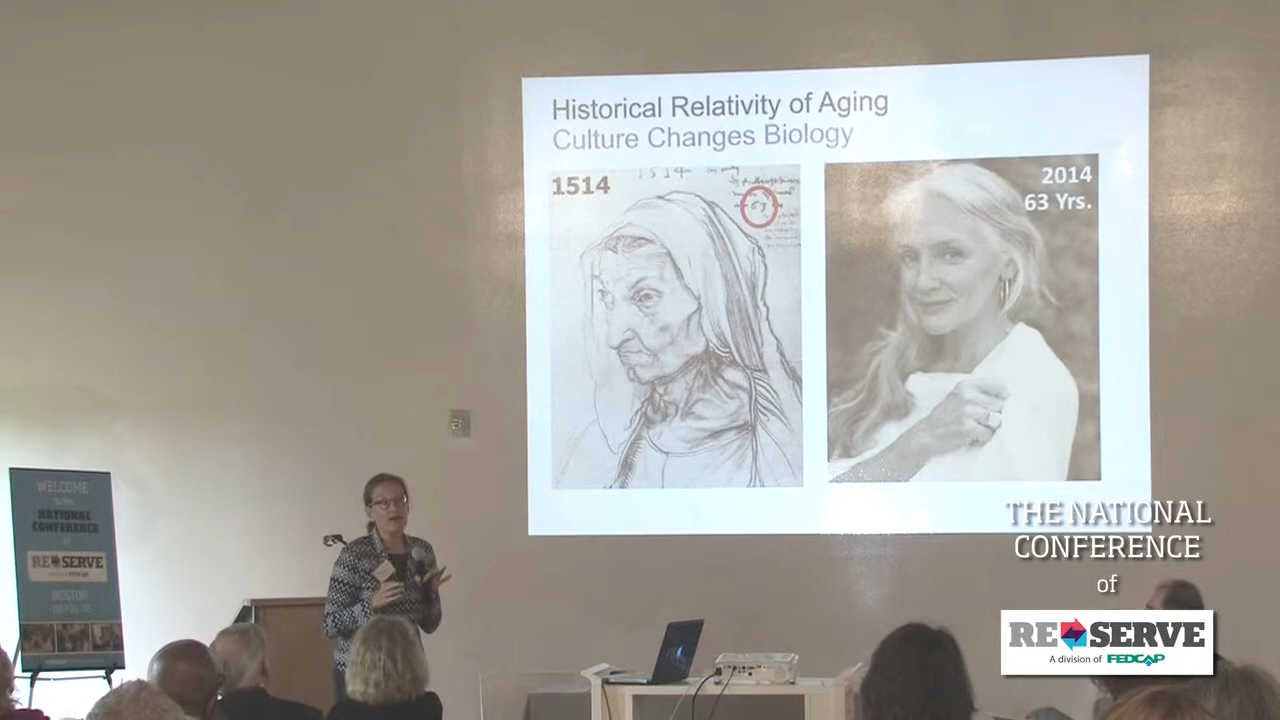 Historical Relativity of Aging
Culture Changes Biology
1514
1514
63
2014
63 Yrs.
WELCOME
NATIONAL
CONFERENCE
of
RE SERVE
BOSTON
THE NATIONAL
CONFERENCE
of
RE SERVE
A division of FEDCAP